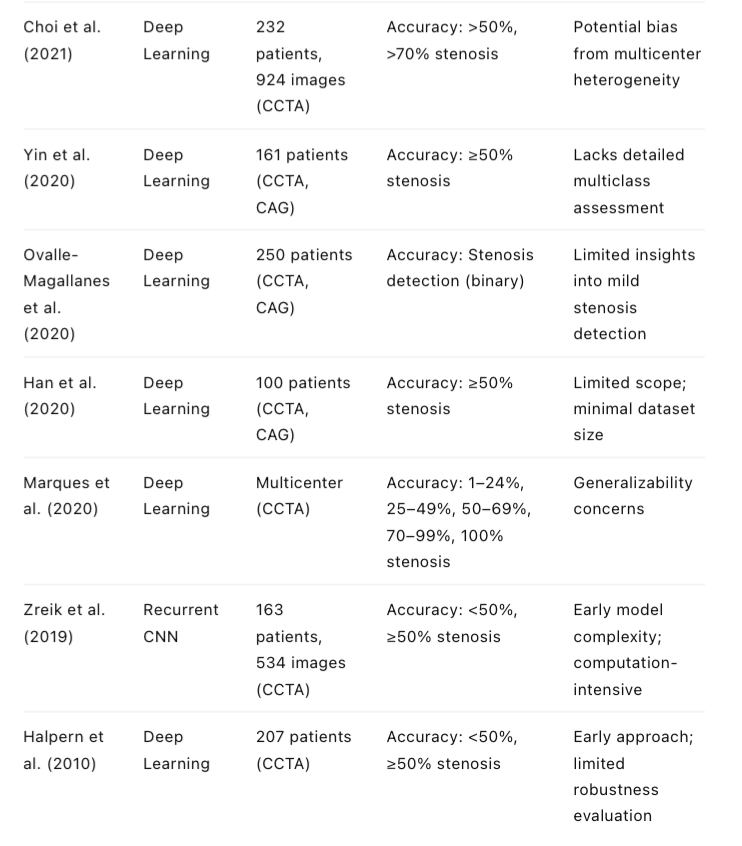 Choi et al. (2021) Deep Learning 232 patients, 924 images (CCTA) Accuracy: >50%, >70% stenosis Potential bias from multicenter heterogeneity
Yin et al. (2020) Deep Learning 161 patients (CCTA, CAG) Accuracy: ≥50% stenosis Lacks detailed multiclass assessment
Ovalle-Magallanes et al. (2020) Deep Learning 250 patients (CCTA, CAG) Accuracy: Stenosis detection (binary) Limited insights into mild stenosis detection
Han et al. (2020) Deep Learning 100 patients (CCTA, CAG) Accuracy: ≥50% stenosis Limited scope; minimal dataset size
Marques et al. (2020) Deep Learning Multicenter (CCTA) Accuracy: 1–24%, 25–49%, 50–69%, 70–99%, 100% stenosis Generalizability concerns
Zreik et al. (2019) Recurrent CNN 163 patients, 534 images (CCTA) Accuracy: <50%, ≥50% stenosis Early model complexity; computation-intensive
Halpern et al. (2010) Deep Learning 207 patients (CCTA) Accuracy: <50%, ≥50% stenosis Early approach; limited robustness evaluation